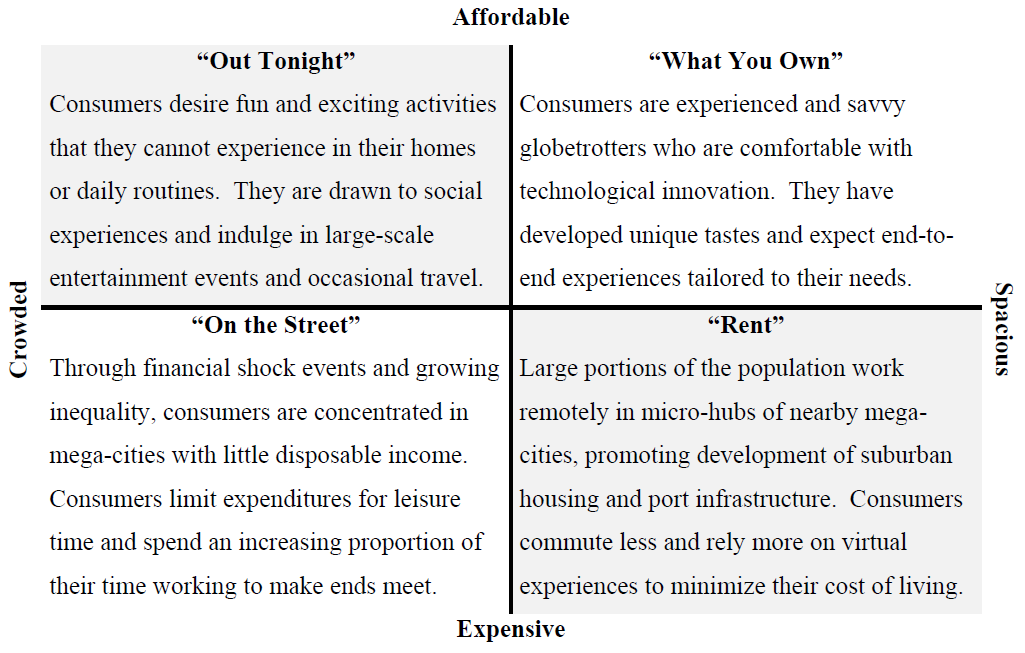 Affordable
“Out Tonight”
Consumers desire fun and exciting activities
that they cannot experience in their homes
or daily routines.  They are drawn to social
experiences and indulge in large-scale
entertainment events and occasional travel.
“What You Own”
Consumers are experienced and savvy
globetrotters who are comfortable with
technological innovation.  They have
developed unique tastes and expect end-to-
end experiences tailored to their needs.
Crowded
Spacious
“On the Street”
Through financial shock events and growing
inequality, consumers are concentrated in
mega-cities with little disposable income.
Consumers limit expenditures for leisure
time and spend an increasing proportion of
their time working to make ends meet.
“Rent”
Large portions of the population work
remotely in micro-hubs of nearby mega-
cities, promoting development of suburban
housing and port infrastructure.  Consumers
commute less and rely more on virtual
experiences to minimize their cost of living.
Expensive